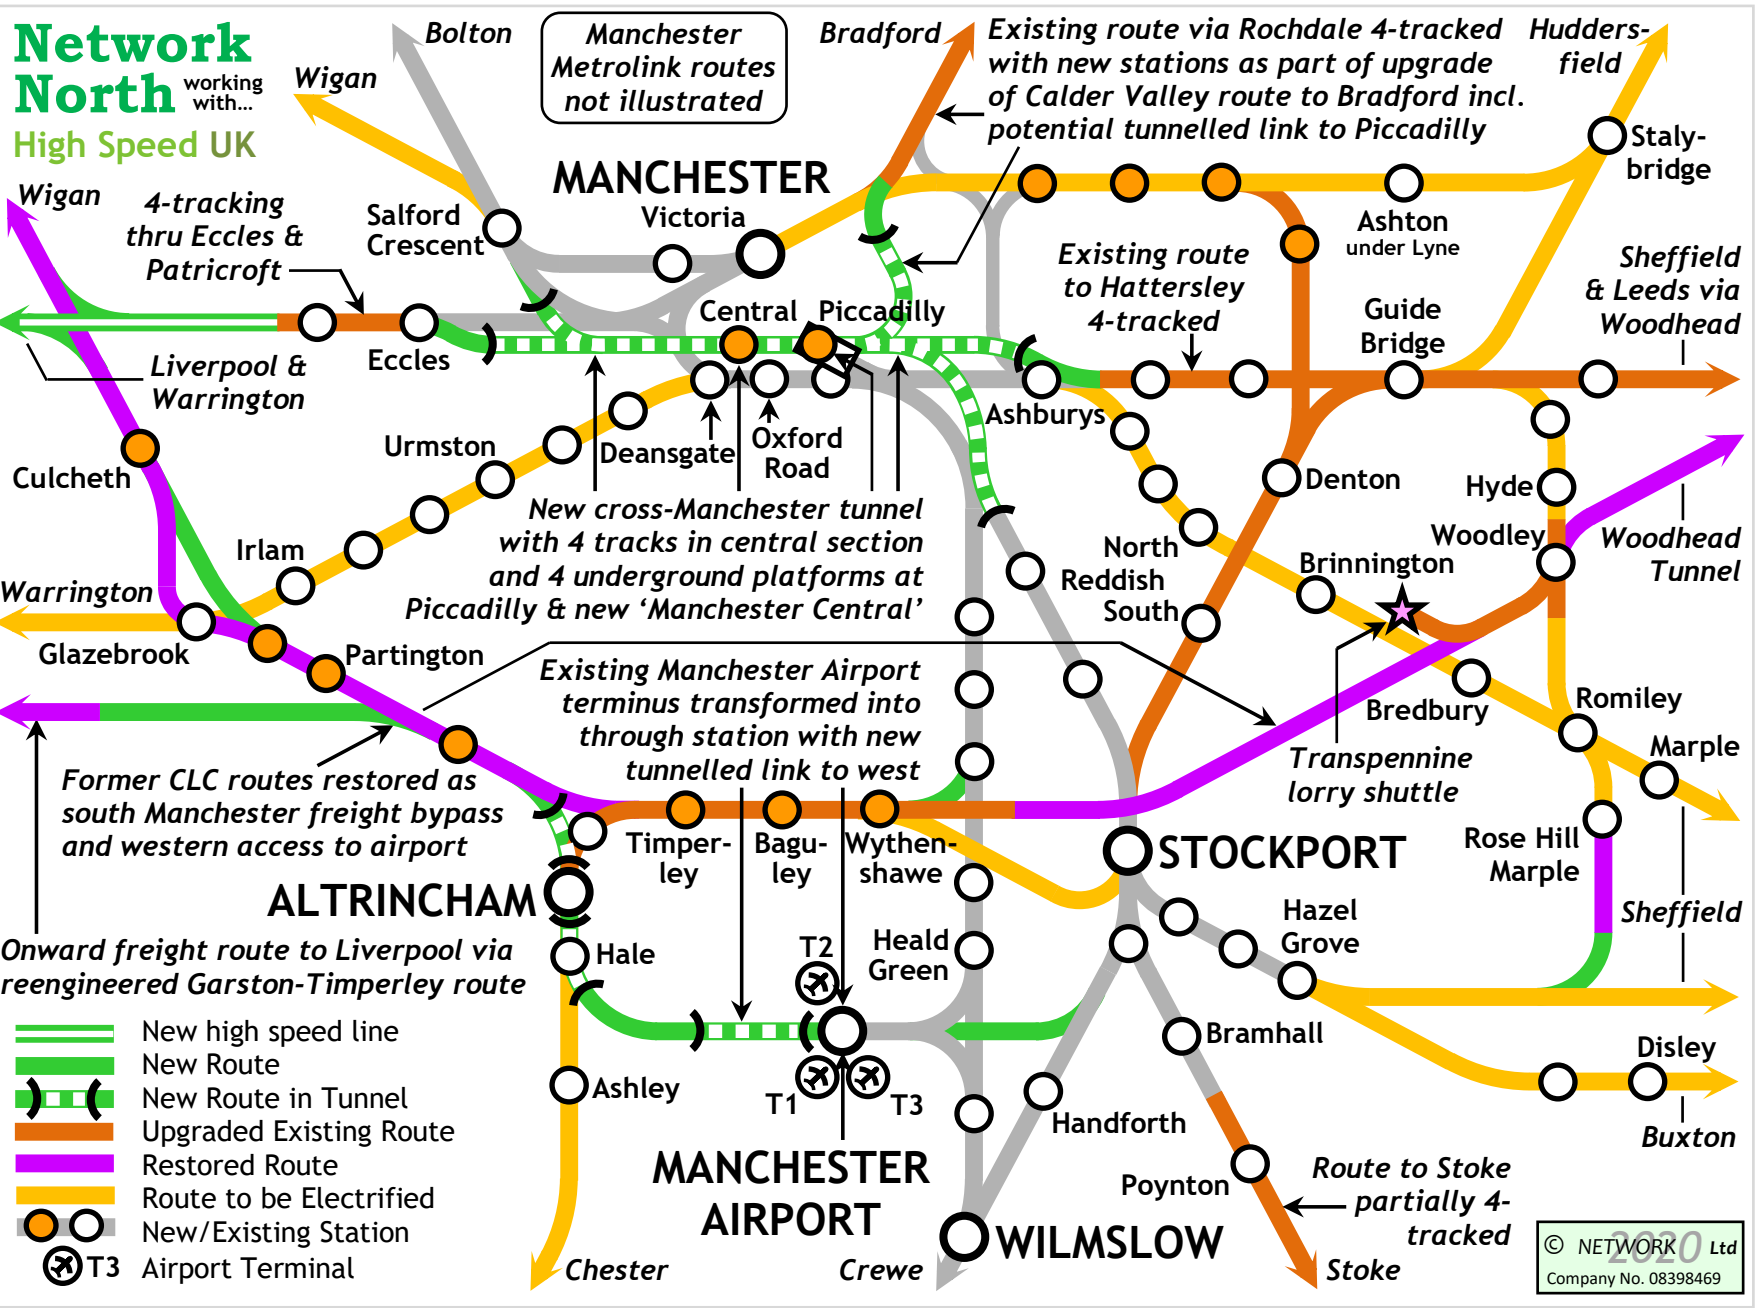 Network
North working
with...
High Speed UK
Bolton
Wigan
Manchester
Metrolink routes
not illustrated
Bradford
Existing route via Rochdale 4-tracked
with new stations as part of upgrade
of Calder Valley route to Bradford incl.
potential tunnelled link to Piccadilly
Hudders-
field
Staly-
bridge
Wigan
4-tracking
thru Eccles &
Patricroft
Salford
Crescent
MANCHESTER
Victoria
Ashton
under Lyne
Existing route
to Hattersley
4-tracked
Sheffield
& Leeds via
Woodhead
Guide
Bridge
Central
Piccadilly
Eccles
Liverpool &
Warrington
Ashburys
Urmston
Deansgate
Oxford
Road
Culcheth
Denton
Hyde
Woodley
Woodhead
Tunnel
New cross-Manchester tunnel
with 4 tracks in central section
and 4 underground platforms at
Piccadilly & new ‘Manchester Central’
Irlam
North
Reddish
South
Brinnington
Warrington
Glazebrook
Partington
Existing Manchester Airport
terminus transformed into
through station with new
tunnelled link to west
Bredbury
Romiley
Marple
Transpennine
lorry shuttle
Former CLC routes restored as
south Manchester freight bypass
and western access to airport
Timper-
ley
Bagu-
ley
Wythen-
shawe
STOCKPORT
Rose Hill
Marple
ALTRINCHAM
Hazel
Grove
Sheffield
Onward freight route to Liverpool via
reengineered Garston-Timperley route
Hale
T2
Heald
Green
Bramhall
Disley
Ashley
T1
T3
Handforth
Buxton
MANCHESTER
AIRPORT
Poynton
Route to Stoke
partially 4-
tracked
WILMSLOW
Chester
Crewe
Stoke
New high speed line
New Route
New Route in Tunnel
Upgraded Existing Route
Restored Route
Route to be Electrified
New/Existing Station
T3 Airport Terminal
© NETWORK 2020 Ltd
Company No. 08398469